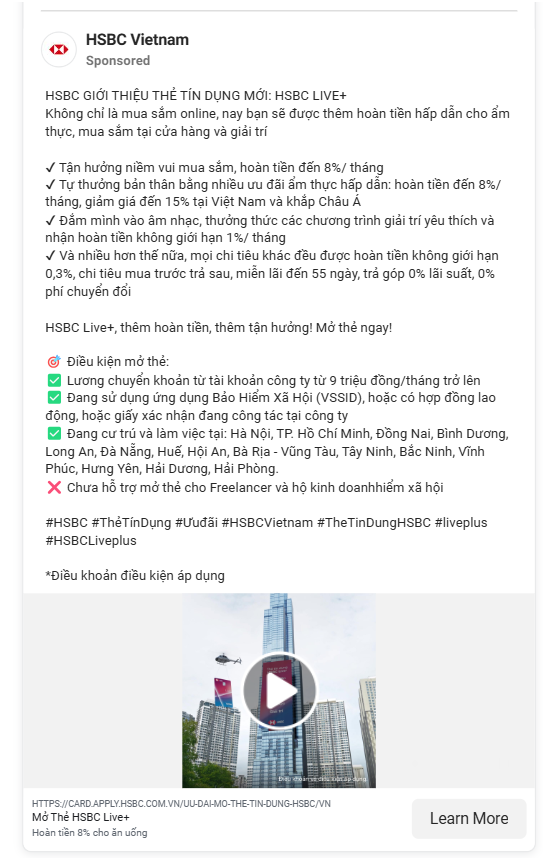 HSBC Vietnam
Sponsored
HSBC GIỚI THIỆU THẺ TÍN DỤNG MỚI: HSBC LIVE+
Không chỉ là mua sắm online, nay bạn sẽ được thêm hoàn tiền hấp dẫn cho ẩm
thực, mua sắm tại cửa hàng và giải trí
✓ Tận hưởng niềm vui mua sắm, hoàn tiền đến 8%/ tháng
✓ Tự thưởng bản thân bằng nhiều ưu đãi ẩm thực hấp dẫn: hoàn tiền đến 8%/
tháng, giảm giá đến 15% tại Việt Nam và khắp Châu Á
✓ Đắm mình vào âm nhạc, thưởng thức các chương trình giải trí yêu thích và
nhận hoàn tiền không giới hạn 1%/ tháng
✓ Và nhiều hơn thế nữa, mọi chi tiêu khác đều được hoàn tiền không giới hạn
0,3%, chi tiêu mua trước trả sau, miễn lãi đến 55 ngày, trả góp 0% lãi suất, 0%
phí chuyển đổi
HSBC Live+, thêm hoàn tiền, thêm tận hưởng! Mở thẻ ngay!
🎯 Điều kiện mở thẻ:
✅ Lương chuyển khoản từ tài khoản công ty từ 9 triệu đồng/tháng trở lên
✅ Đang sử dụng ứng dụng Bảo Hiểm Xã Hội (VSSID), hoặc có hợp đồng lao
động, hoặc giấy xác nhận đang công tác tại công ty
✅ Đang cư trú và làm việc tại: Hà Nội, TP. Hồ Chí Minh, Đồng Nai, Bình Dương,
Long An, Đà Nẵng, Huế, Hội An, Bà Rịa - Vũng Tàu, Tây Ninh, Bắc Ninh, Vĩnh
Phúc, Hưng Yên, Hải Dương, Hải Phòng.
❌ Chưa hỗ trợ mở thẻ cho Freelancer và hộ kinh doanhhiểm xã hội
#HSBC #ThẻTínDụng #Ưuđãi #HSBCVietnam #TheTinDungHSBC #liveplus
#HSBCLiveplus
*Điều khoản điều kiện áp dụng
Điều khoản và điều kiện áp dụng
HTTPS://CARD.APPLY.HSBC.COM.VN/UU-DAI-MO-THE-TIN-DUNG-HSBC/VN
Mở Thẻ HSBC Live+
Hoàn tiền 8% cho ăn uống
Learn More